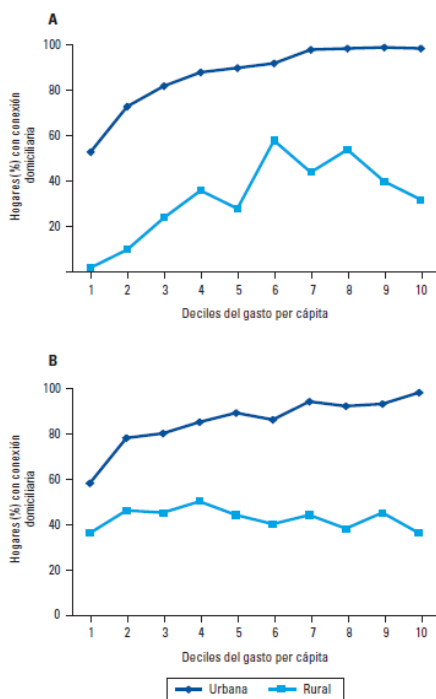 A
Hogares (%) con conexión
domiciliaria
100
80
60
40
20
1 2 3 4 5 6 7 8 9 10
Deciles del gasto per cápita
B
Hogares (%) con conexión
domiciliaria
100
80
60
40
20
0
1 2 3 4 5 6 7 8 9 10
Deciles del gasto per cápita
Urbana Rural